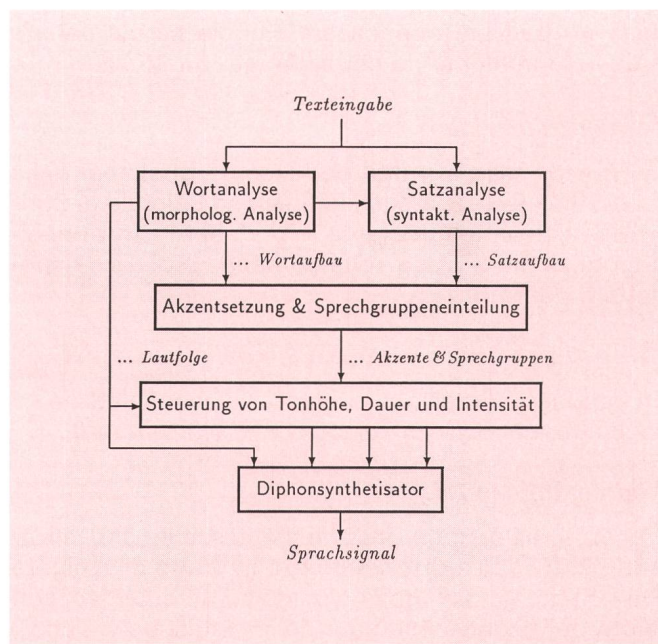 Texteingabe
Wortanalyse
(morpholog. Analyse)
Satzanalyse
(syntakt. Analyse)
... Wortaufbau
... Satzaufbau
Akzentsetzung & Sprechgruppeneinteilung
... Lautfolge
... Akzente & Sprechgruppen
Steuerung von Tonhöhe, Dauer und Intensität
Diphonsynthetisator
Sprachsignal